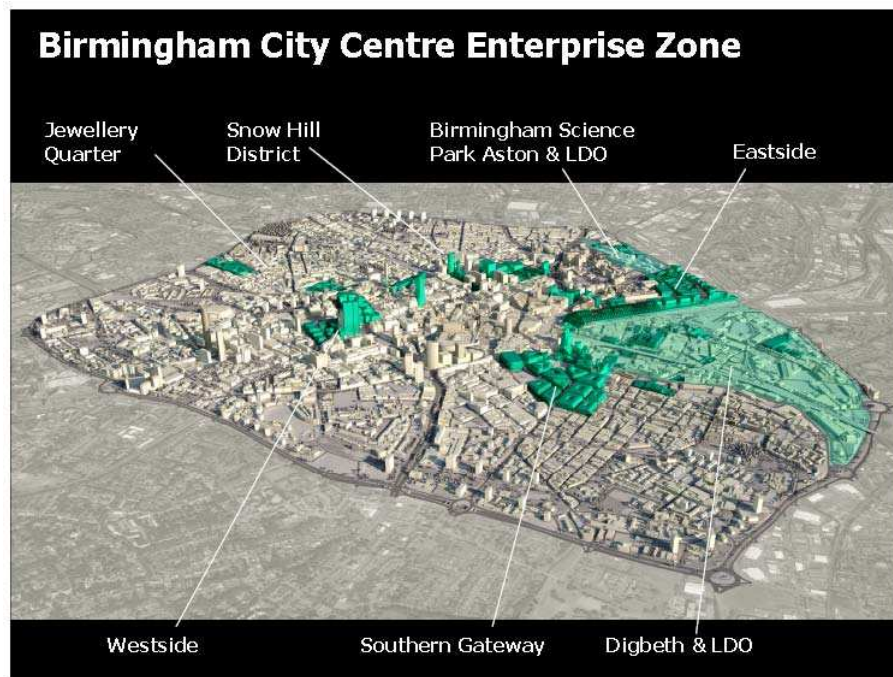 Birmingham City Centre Enterprise Zone
Jewellery
Quarter
Snow Hill
District
Birmingham Science
Park Aston & LDO
Eastside
Westside
Southern Gateway
Digbeth & LDO